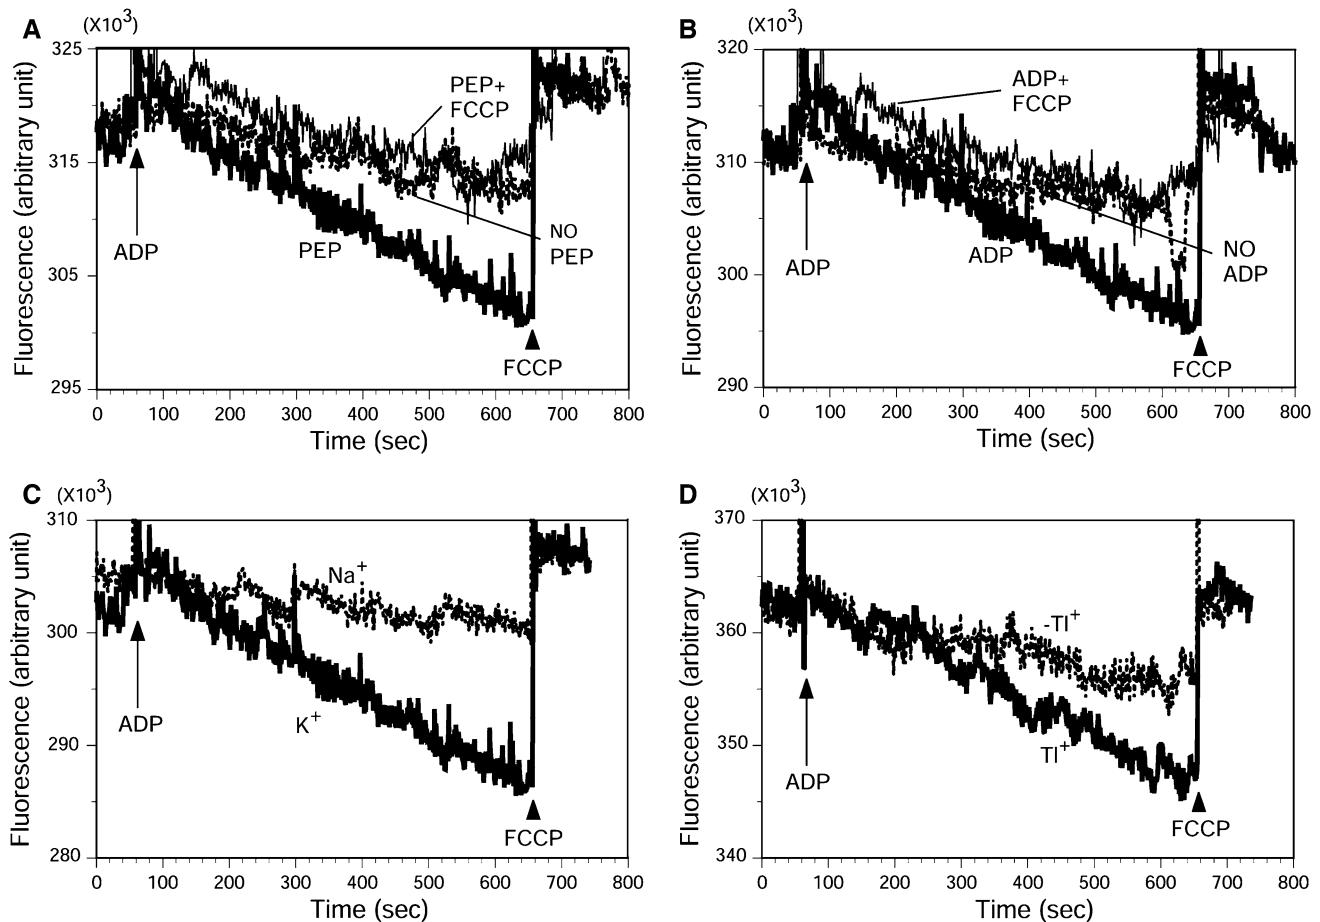 A (X10³)
325
315
305
295
Fluorescence (arbitrary unit)
PEP+
FCCP
ADP
PEP
NO
PEP
FCCP
0 100 200 300 400 500 600 700 800
Time (sec)
B (X10³)
320
310
300
290
Fluorescence (arbitrary unit)
ADP+
FCCP
ADP
ADP
NO
ADP
FCCP
0 100 200 300 400 500 600 700 800
Time (sec)
C (X10³)
310
300
290
280
Fluorescence (arbitrary unit)
Na⁺
ADP
K⁺
FCCP
0 100 200 300 400 500 600 700 800
Time (sec)
D (X10³)
370
360
350
340
Fluorescence (arbitrary unit)
-Tl⁺
ADP
Tl⁺
FCCP
0 100 200 300 400 500 600 700 800
Time (sec)